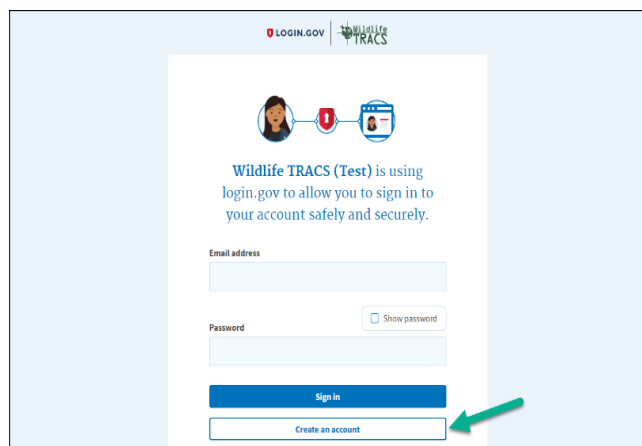 LOGIN.GOV Wildlife
TRACS
Wildlife TRACS (Test) is using
login.gov to allow you to sign in to
your account safely and securely.
Email address
Show password
Password
Sign in
Create an account